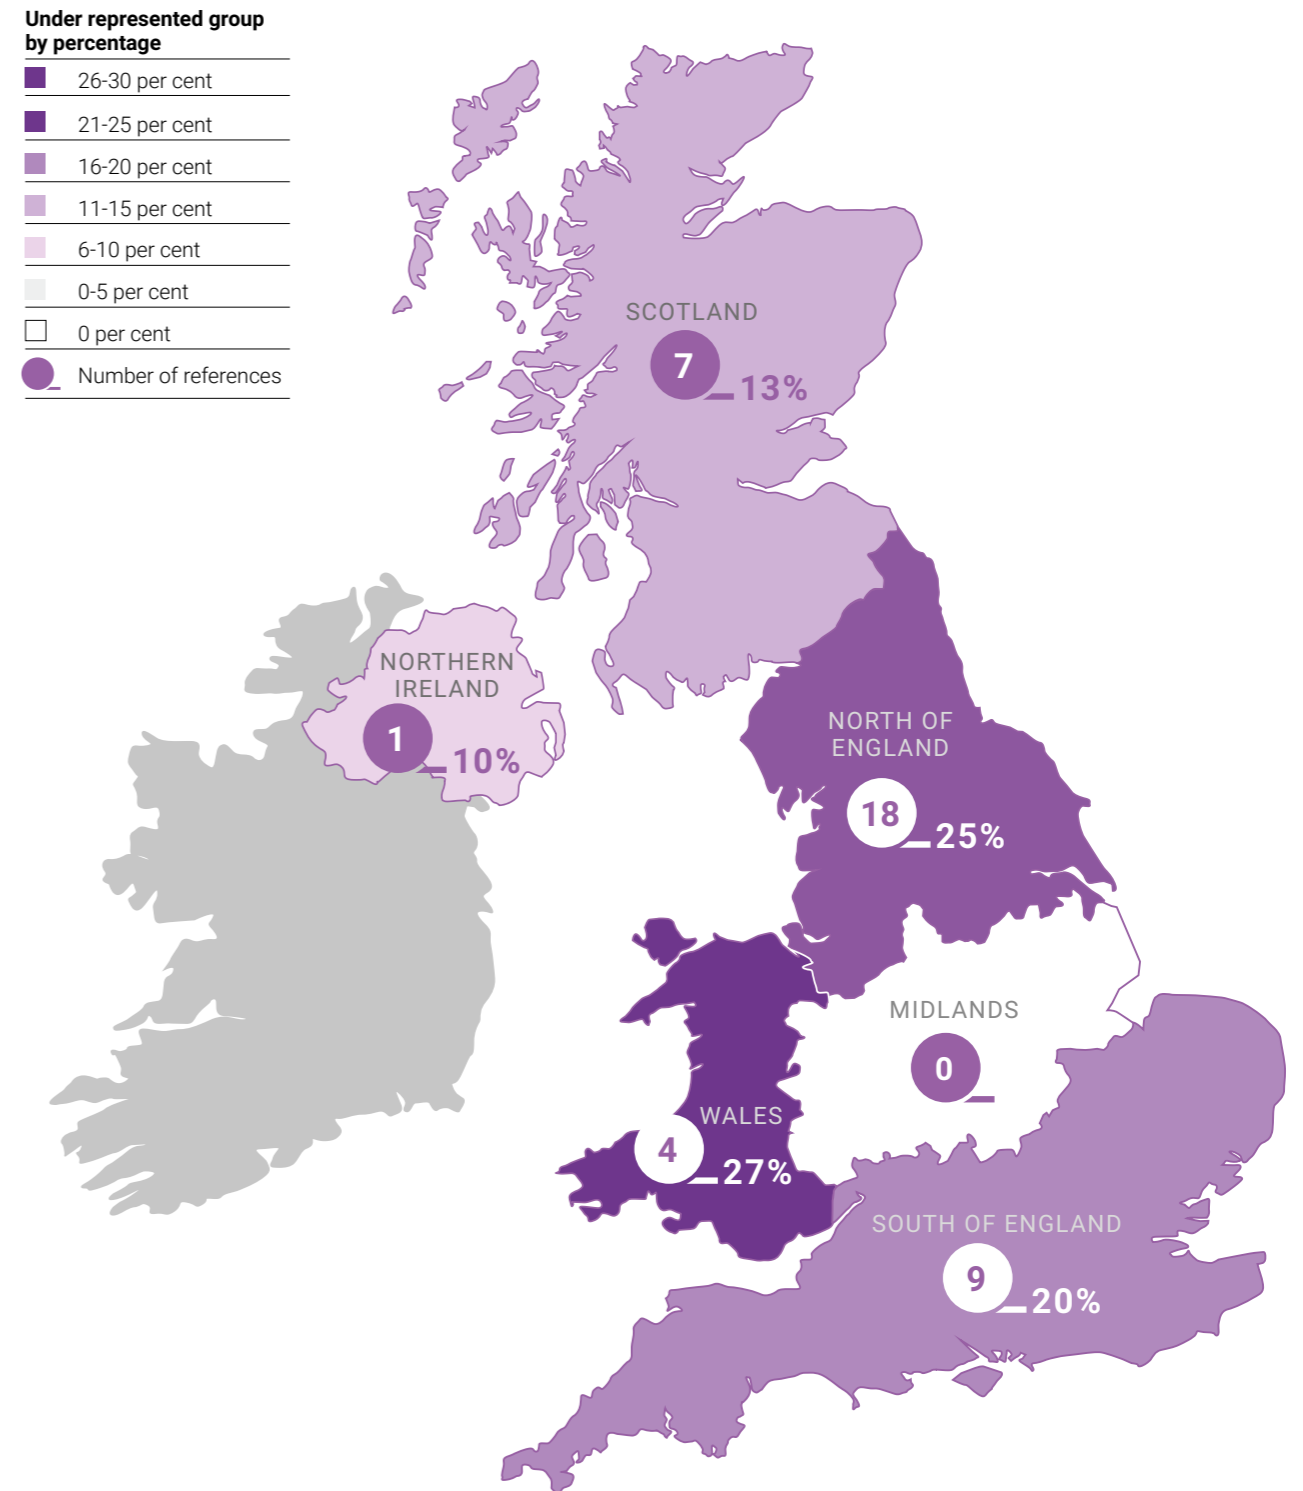 Under represented group
by percentage
26-30 per cent
21-25 per cent
16-20 per cent
11-15 per cent
6-10 per cent
0-5 per cent
0 per cent
Number of references
SCOTLAND
7
13%
NORTHERN
IRELAND
1
10%
NORTH OF
ENGLAND
18
25%
MIDLANDS
0
WALES
4
27%
SOUTH OF ENGLAND
9
20%